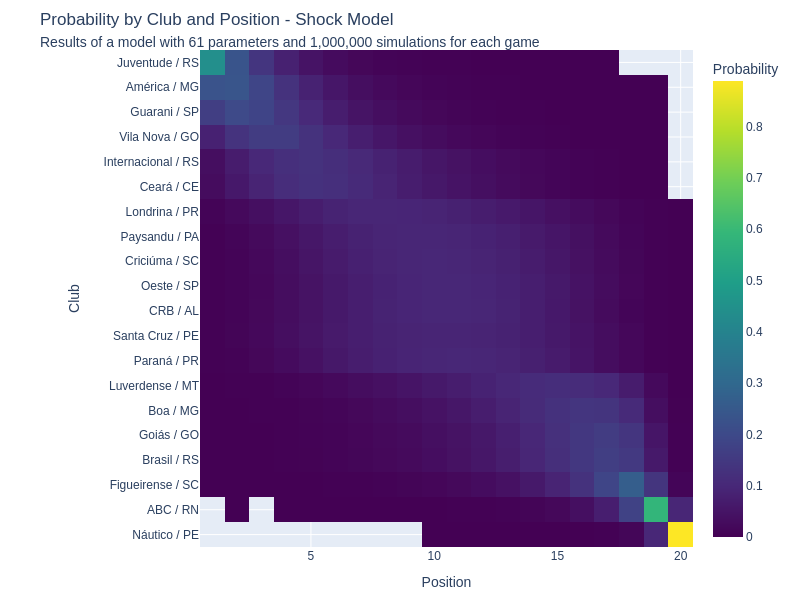 Probability by Club and Position - Shock Model
Results of a model with 61 parameters and 1,000,000 simulations for each game
Probability
Juventude / RS
América / MG
Guarani / SP
Vila Nova / GO
Internacional / RS
Ceará / CE
Londrina / PR
Paysandu / PA
Criciúma / SC
Oeste / SP
CRB / AL
Santa Cruz / PE
Paraná / PR
Luverdense / MT
Boa / MG
Goiás / GO
Brasil / RS
Figueirense / SC
ABC / RN
Náutico / PE
Club
5
10
15
20
Position
0.8
0.7
0.6
0.5
0.4
0.3
0.2
0.1
0